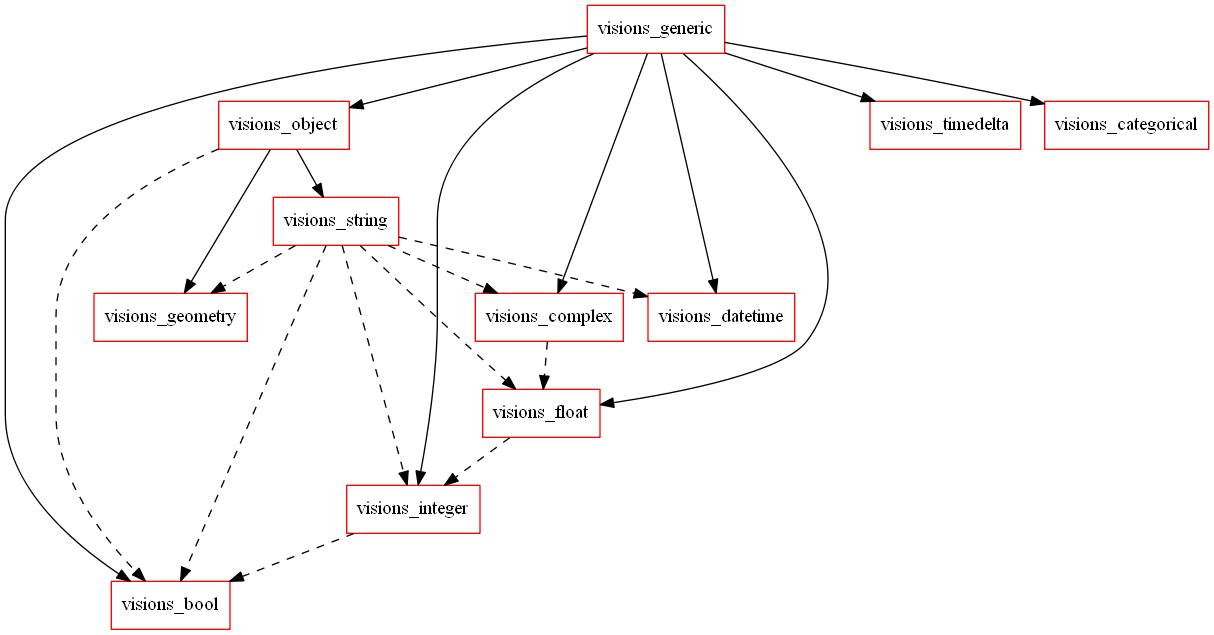 visions_generic
visions_object
visions_timedelta
visions_categorical
visions_string
visions_geometry
visions_complex
visions_datetime
visions_float
visions_integer
visions_bool